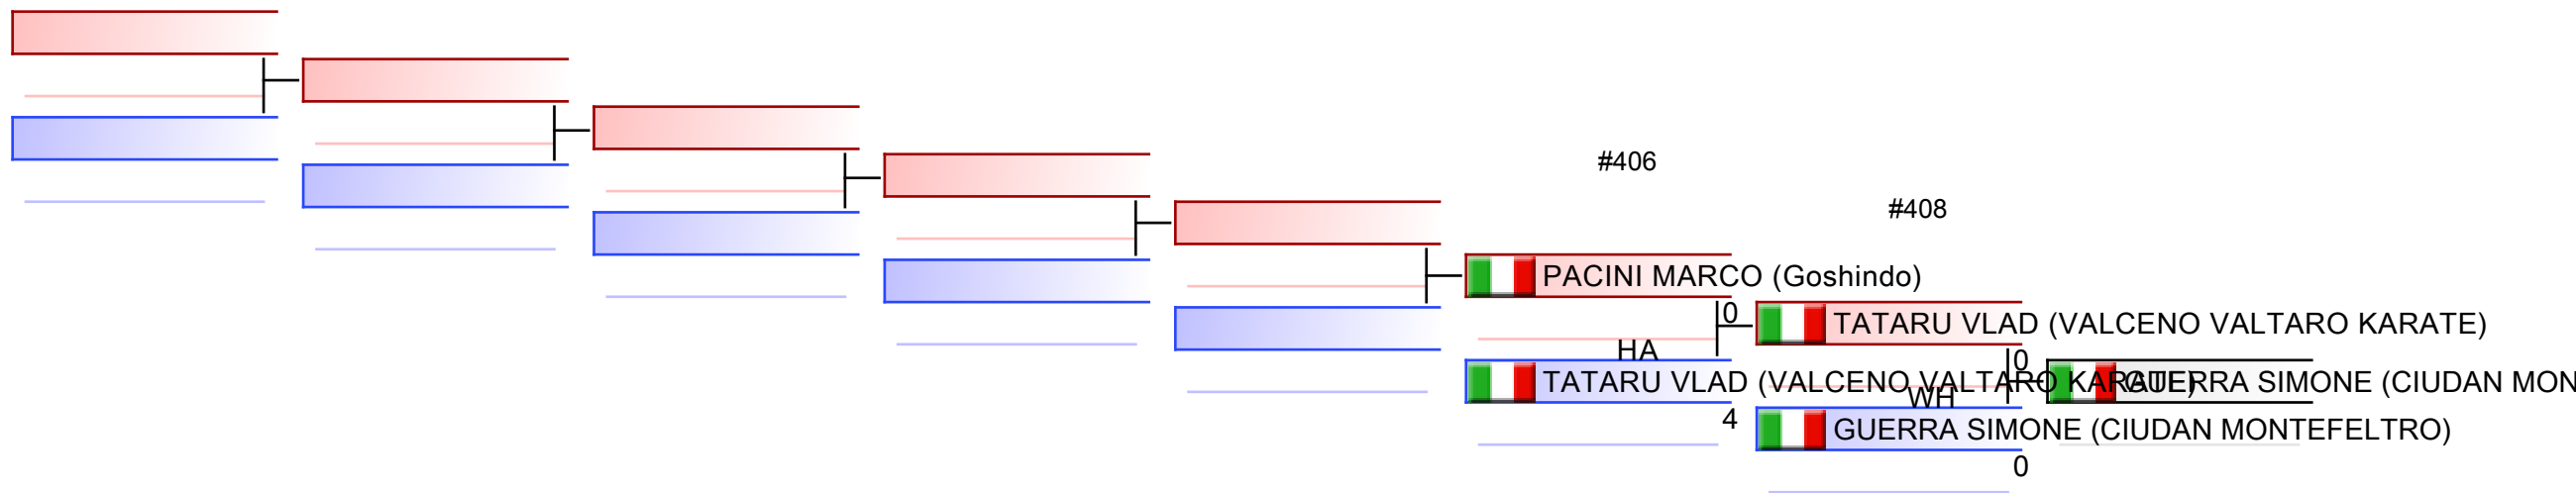 #406
#408
PACINI MARCO (Goshindo)
0
TATARU VLAD (VALCENO VALTARO KARATE)
HA
0
TATARU VLAD (VALCENO VALTARO KARATE)
GUERRA SIMONE (CIUDAN MON
WH
4
GUERRA SIMONE (CIUDAN MONTEFELTRO)
0